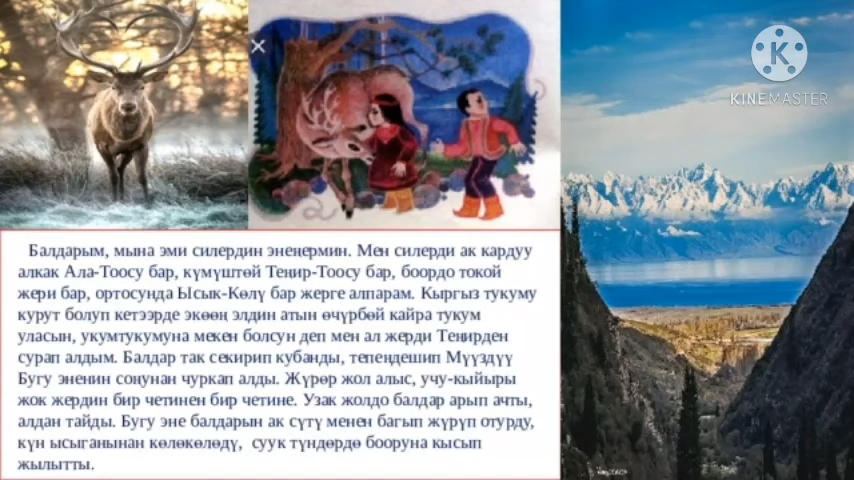 Балдарым, мына эми силердин энеңермин. Мен силерди ак кардуу
алкак Ала-Тоосу бар, күмүштөй Теңир-Тоосу бар, боордо токой
жери бар, ортосунда Ысык-Көлү бар жерге алпарам. Кыргыз тукуму
курут болуп кетээрде экөөң элдин атын өчүрбөй кайра тукум
уласын, укумтукумуна мекен болсун деп мен ал жерди Теңирден
сурап алдым. Балдар так секирип кубанды, тепеңдешип Мүүздүү
Бугу эненин соңунан чуркап алды. Жүрөр жол алыс, учу-кыйыры
жок жердин бир четинен бир четине. Узак жолдо балдар арып ачты,
алдан тайды. Бугу эне балдарын ак сүтү менен багып жүрүп отурду,
күн ысыганынан көлөкөлөдү, суук түндөрдө бооруна кысып
жылытты.
KINEMASTER